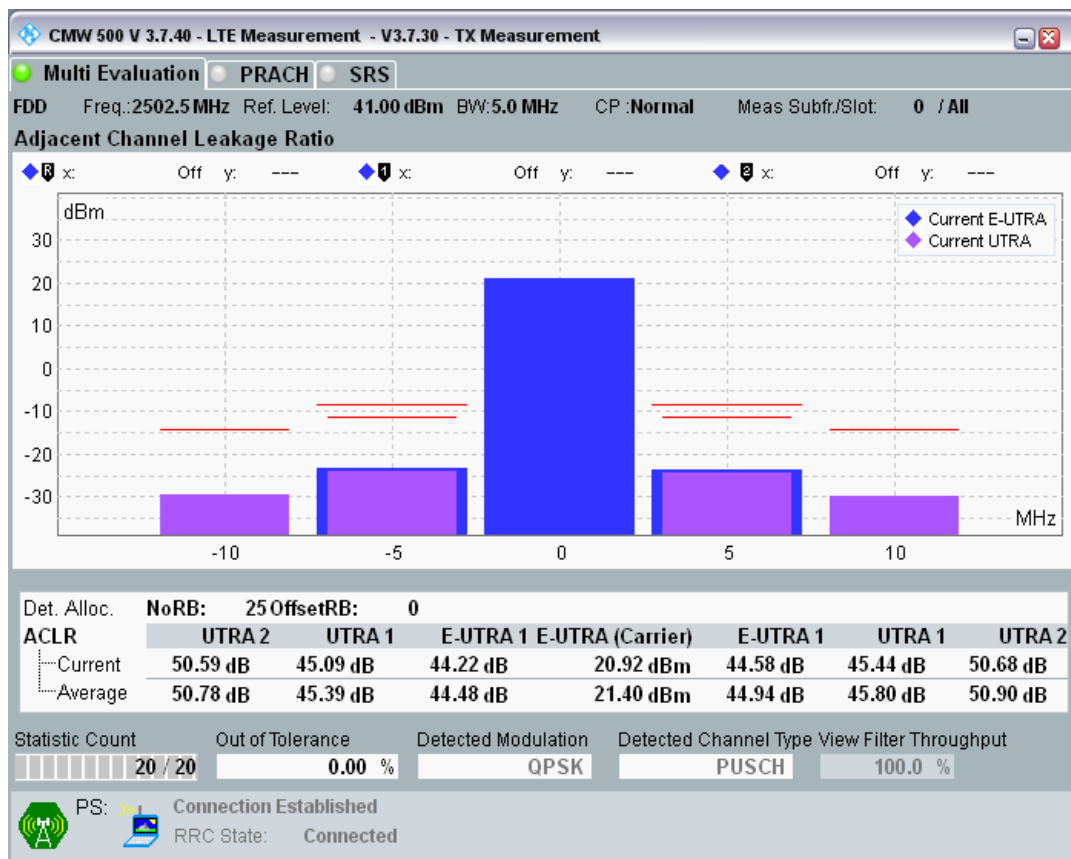 CMW 500 V 3.7.40 - LTE Measurement - V3.7.30 - TX Measurement
Multi Evaluation PRACH SRS
FDD Freq.:2502.5 MHz Ref. Level: 41.00 dBm BW:5.0 MHz CP :Normal Meas Subfr./Slot: 0 / All
Adjacent Channel Leakage Ratio
R x: Off y: --- 1 x: Off y: --- 2 x: Off y: ---
dBm
Current E-UTRA
Current UTRA
30
20
10
0
-10
-20
-30
MHz
-10 -5 0 5 10
Det. Alloc. NoRB: 25 OffsetRB: 0
ACLR UTRA 2 UTRA 1 E-UTRA 1 E-UTRA (Carrier) E-UTRA 1 UTRA 1 UTRA 2
Current 50.59 dB 45.09 dB 44.22 dB 20.92 dBm 44.58 dB 45.44 dB 50.68 dB
Average 50.78 dB 45.39 dB 44.48 dB 21.40 dBm 44.94 dB 45.80 dB 50.90 dB
Statistic Count Out of Tolerance Detected Modulation Detected Channel Type View Filter Throughput
20 / 20 0.00 % QPSK PUSCH 100.0 %
PS: Connection Established
RRC State: Connected